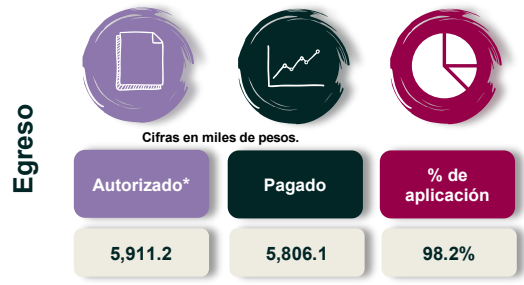 Egreso
Cifras en miles de pesos.
Autorizado*
Pagado
% de
aplicación
5,911.2
5,806.1
98.2%